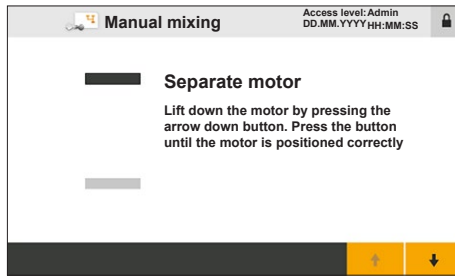 Manual mixing
Access level: Admin
DD.MM.YYYY HH:MM:SS
Separate motor
Lift down the motor by pressing the
arrow down button. Press the button
until the motor is positioned correctly